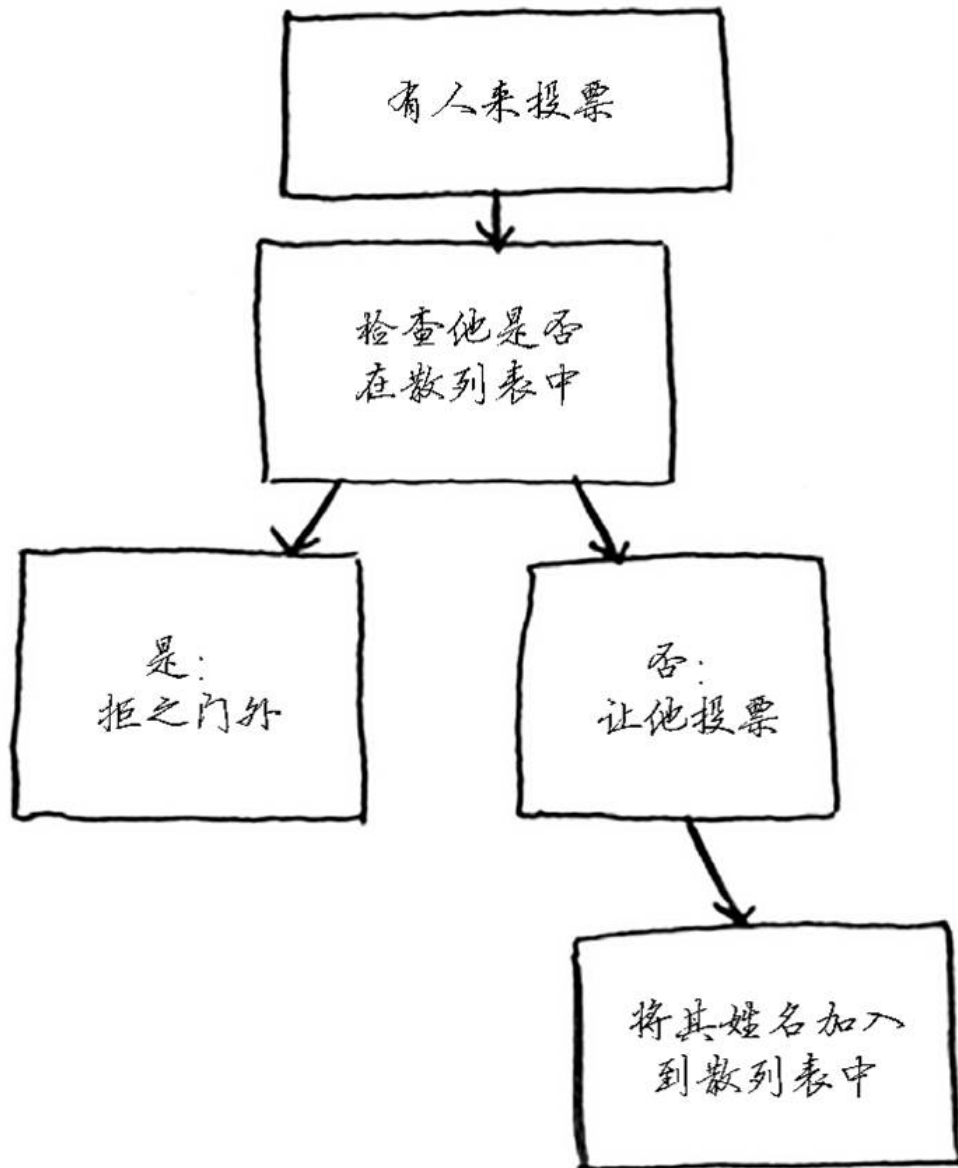 有人来投票
检查他是否
在散列表中
是:
拒之门外
否:
让他投票
将其姓名加入
到散列表中